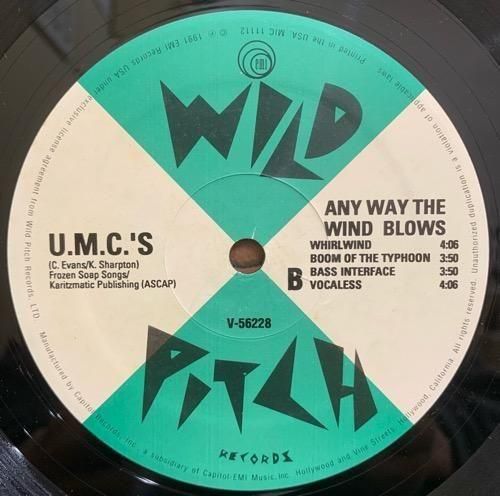 EMI
WILD
PITCH
RECORDS
U.M.C.'S
(C. Evans/K. Sharpton)
Frozen Soap Songs/
Karitzmatic Publishing (ASCAP)
ANY WAY THE
WIND BLOWS
WHIRLWIND 4:06
BOOM OF THE TYPHOON 3:50
BASS INTERFACE 3:50
VOCALESS 4:06
B
V-56228
Manufactured by Capitol Records, Inc., a subsidiary of Capitol-EMI Music, Inc. Hollywood and Vine Streets, Hollywood, California. All rights reserved. Unauthorized duplication is a violation of applicable laws. Printed in the USA. MIC 11112
℗ © 1991 EMI Records USA under exclusive license agreement from Wild Pitch Records, LTD.